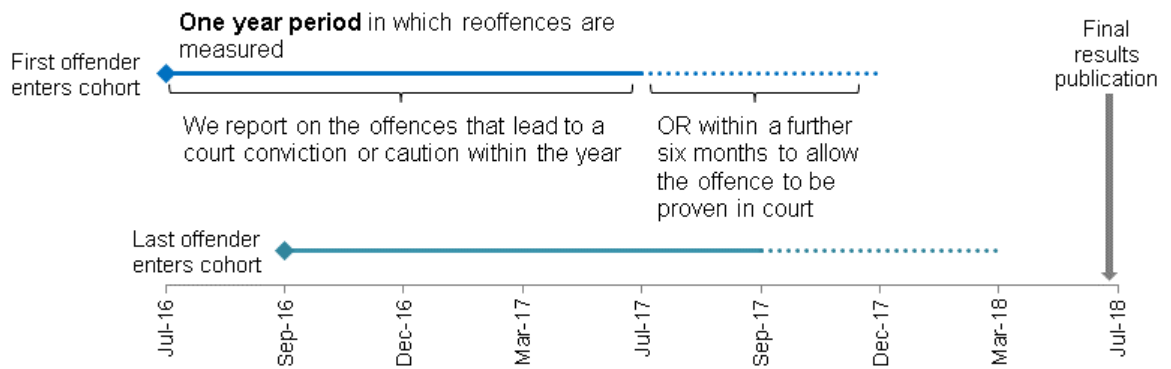 One year period in which reoffences are
measured
Final
results
publication
First offender
enters cohort
We report on the offences that lead to a
court conviction or caution within the year
OR within a further
six months to allow
the offence to be
proven in court
Last offender
enters cohort
Jul-16
Sep-16
Dec-16
Mar-17
Jul-17
Sep-17
Dec-17
Mar-18
Jul-18